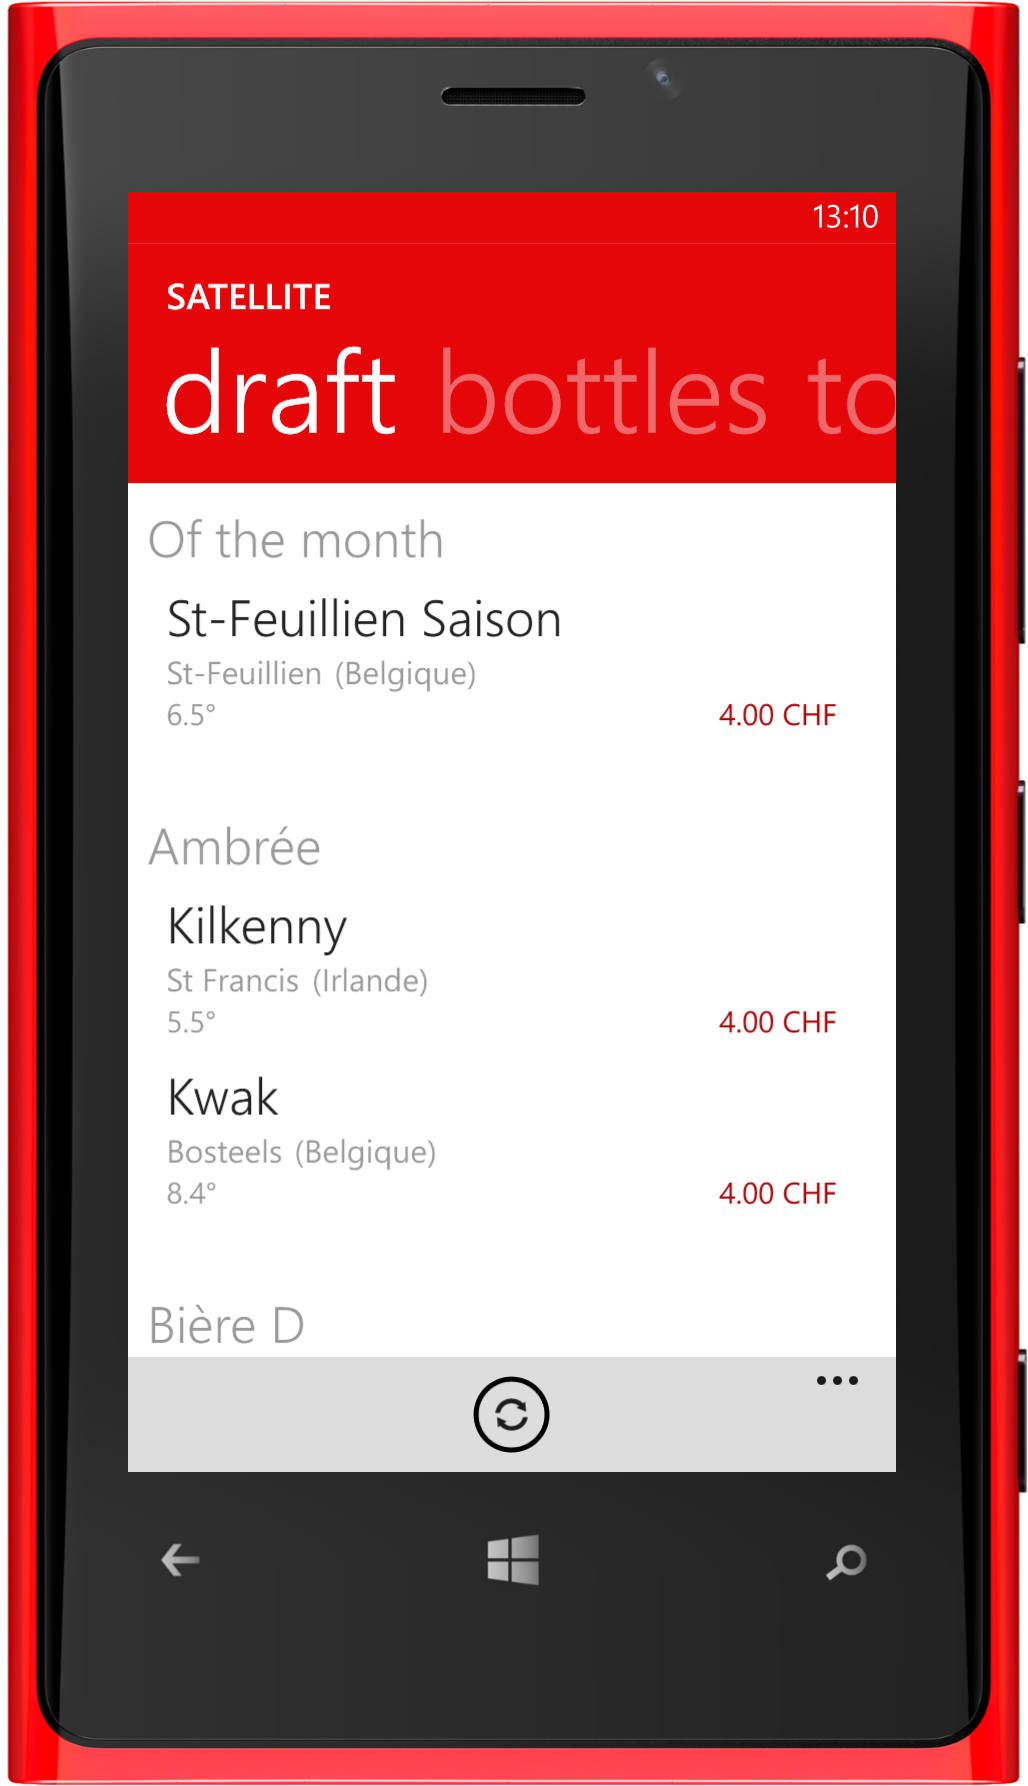 13:10
SATELLITE
draft bottles to
Of the month
St-Feuillien Saison
St-Feuillien (Belgique)
6.5° 4.00 CHF
Ambrée
Kilkenny
St Francis (Irlande)
5.5° 4.00 CHF
Kwak
Bosteels (Belgique)
8.4° 4.00 CHF
Bière D